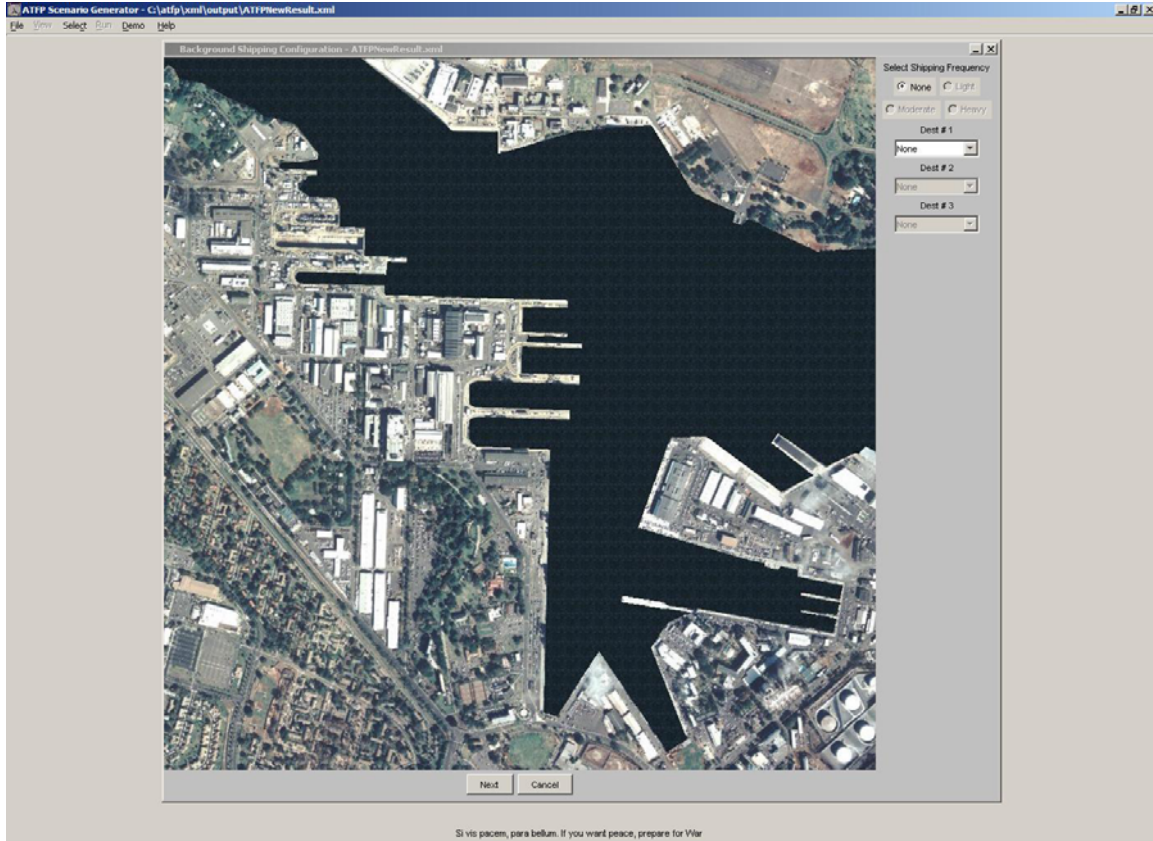 ATFP Scenario Generator - C:\atfp\xml\output\ATFPNewResult.xml
File View Select Run Demo Help
Background Shipping Configuration - ATFPNewResult.xml
Select Shipping Frequency
None Light
Moderate Heavy
Dest # 1
None
Dest # 2
None
Dest # 3
None
Next Cancel
Si vis pacem, para bellum. If you want peace, prepare for War